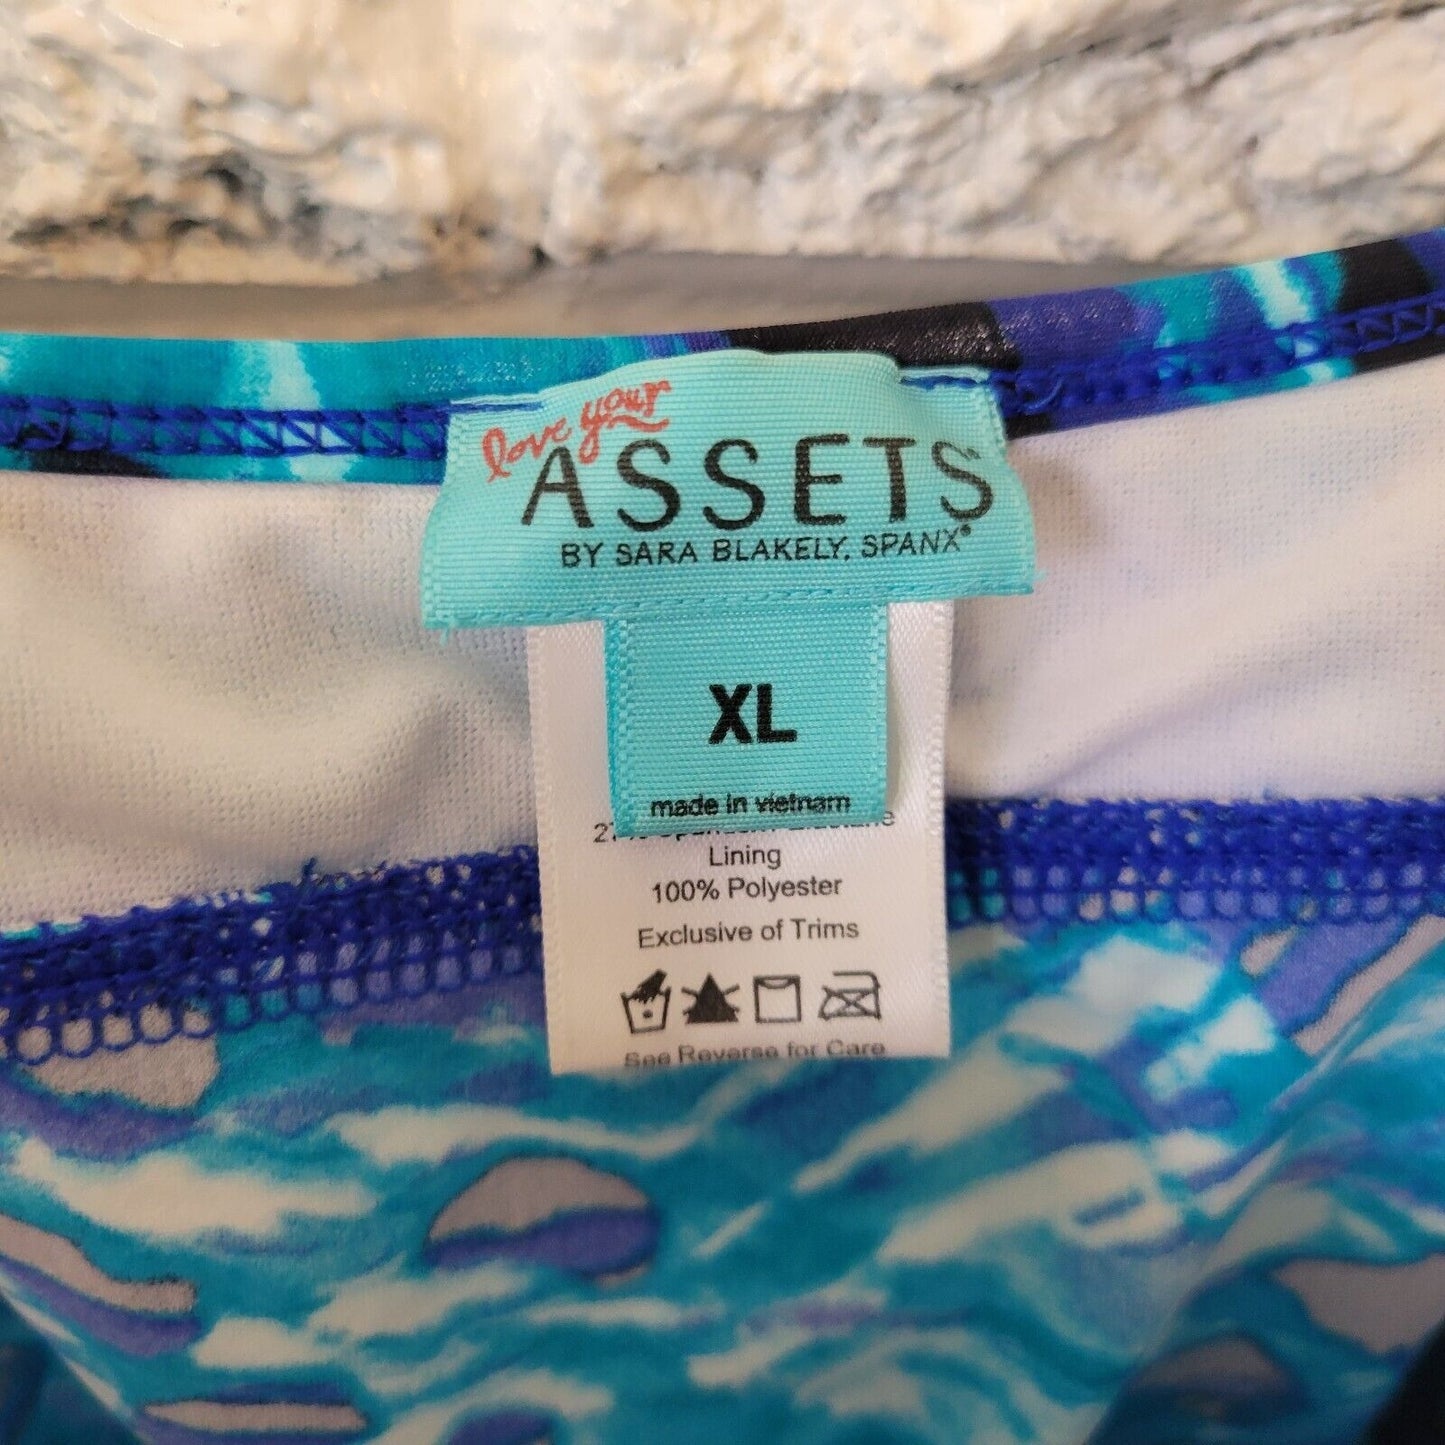 love your
ASSETS
BY SARA BLAKELY, SPANX®
XL
made in vietnam
Lining
100% Polyester
Exclusive of Trims
See Reverse for Care